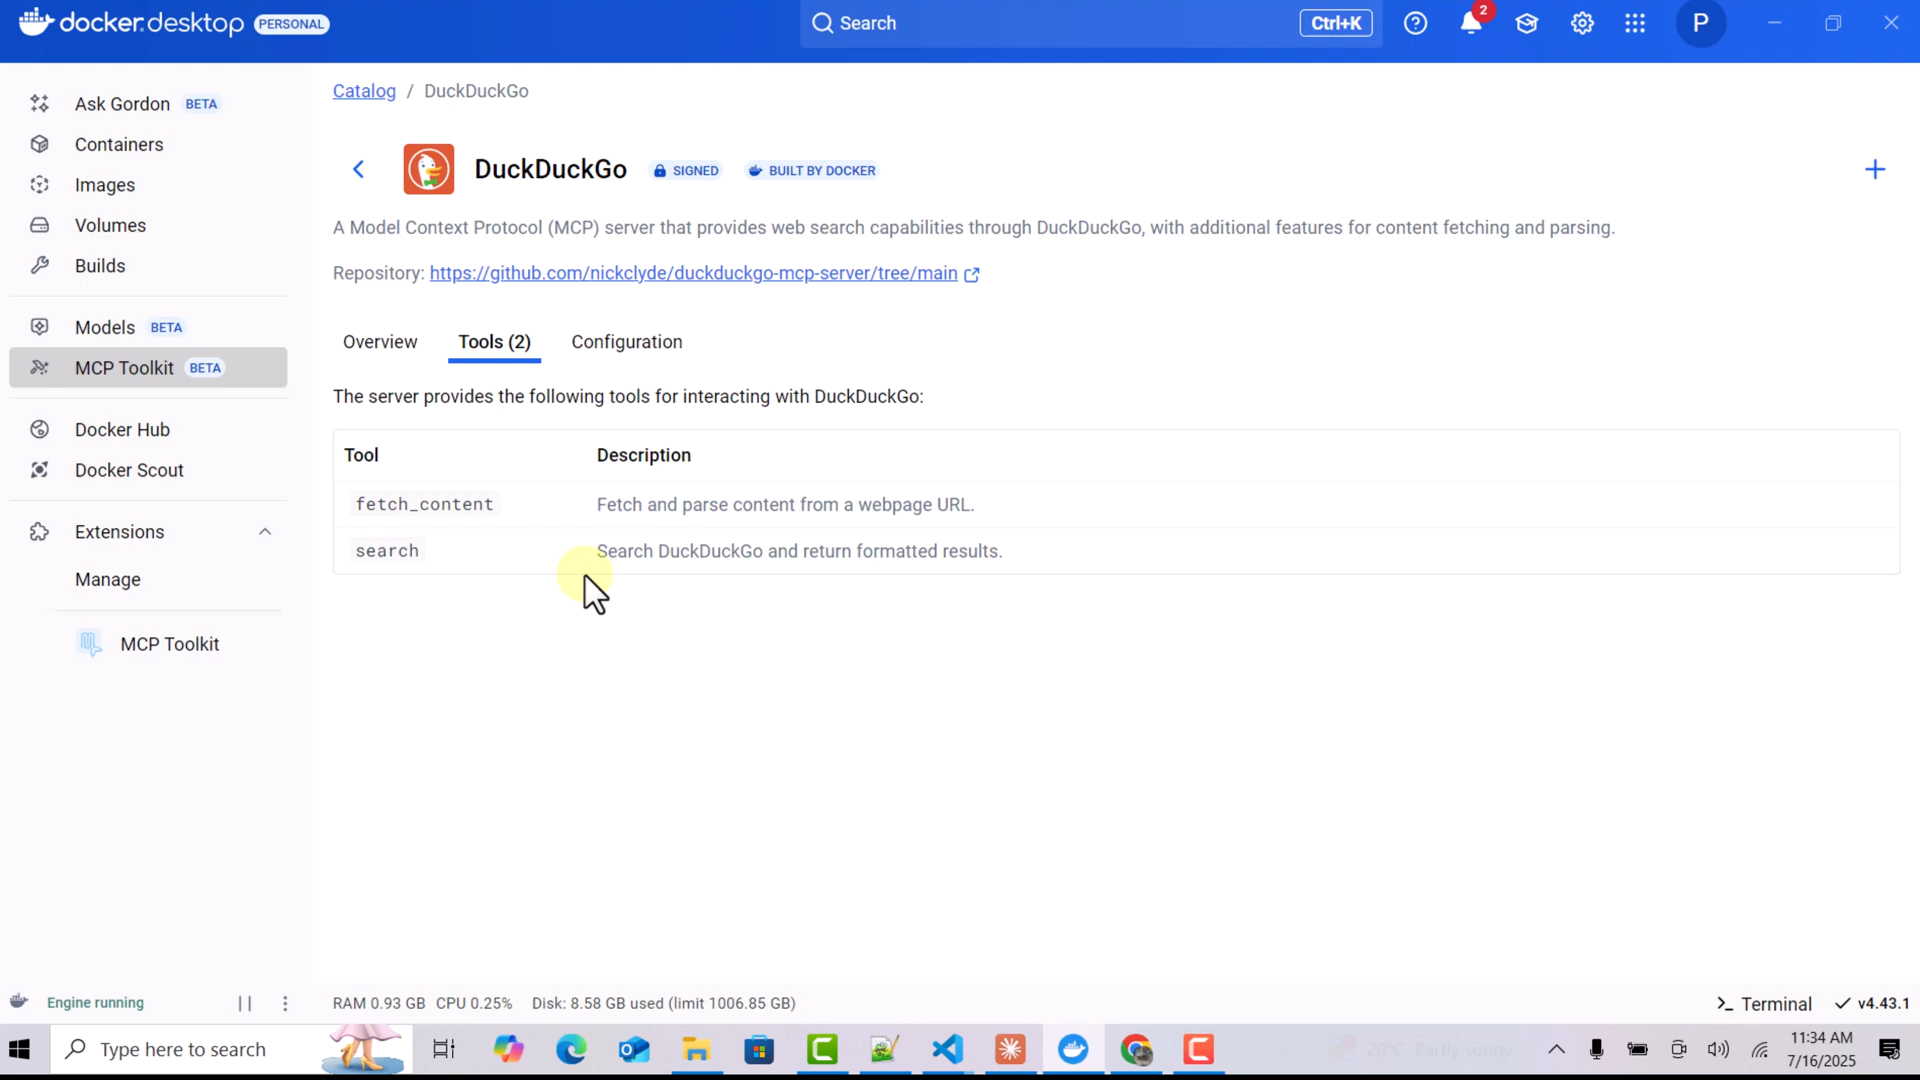 docker.desktop PERSONAL
Search
Ctrl+K
2
P
Ask Gordon BETA
Containers
Images
Volumes
Builds
Models BETA
MCP Toolkit BETA
Docker Hub
Docker Scout
Extensions
Manage
MCP Toolkit
Catalog / DuckDuckGo
DuckDuckGo SIGNED BUILT BY DOCKER
A Model Context Protocol (MCP) server that provides web search capabilities through DuckDuckGo, with additional features for content fetching and parsing.
Repository: https://github.com/nickclyde/duckduckgo-mcp-server/tree/main
Overview Tools (2) Configuration
The server provides the following tools for interacting with DuckDuckGo:
Tool Description
fetch_content Fetch and parse content from a webpage URL.
search Search DuckDuckGo and return formatted results.
Engine running
RAM 0.93 GB CPU 0.25% Disk: 8.58 GB used (limit 1006.85 GB)
Terminal v4.43.1
Type here to search
28°C Partly sunny
11:34 AM
7/16/2025